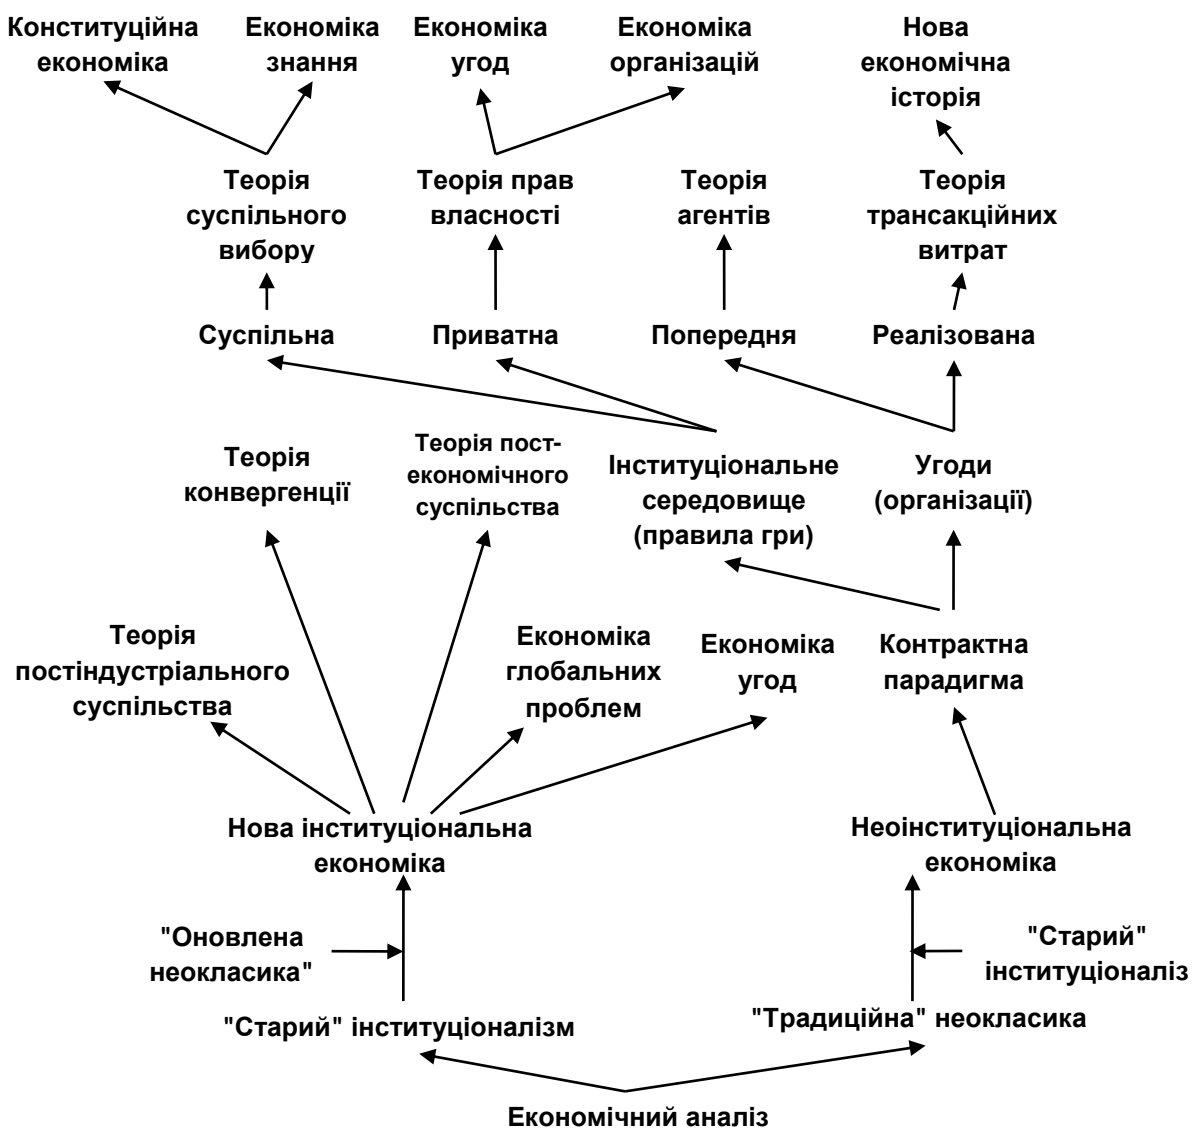 Конституційна
економіка
Економіка
знання
Економіка
угод
Економіка
організацій
Нова
економічна
історія
Теорія
суспільного
вибору
Теорія прав
власності
Теорія
агентів
Теорія
трансакційних
витрат
Суспільна
Приватна
Попередня
Реалізована
Теорія
конвергенції
Теорія пост-
економічного
суспільства
Інституціональне
середовище
(правила гри)
Угоди
(організації)
Теорія
постіндустріального
суспільства
Економіка
глобальних
проблем
Економіка
угод
Контрактна
парадигма
Нова інституціональна
економіка
Неоінституціональна
економіка
"Оновлена
неокласика"
"Старий"
інституціоналіз
"Старий" інституціоналізм
"Традиційна" неокласика
Економічний аналіз